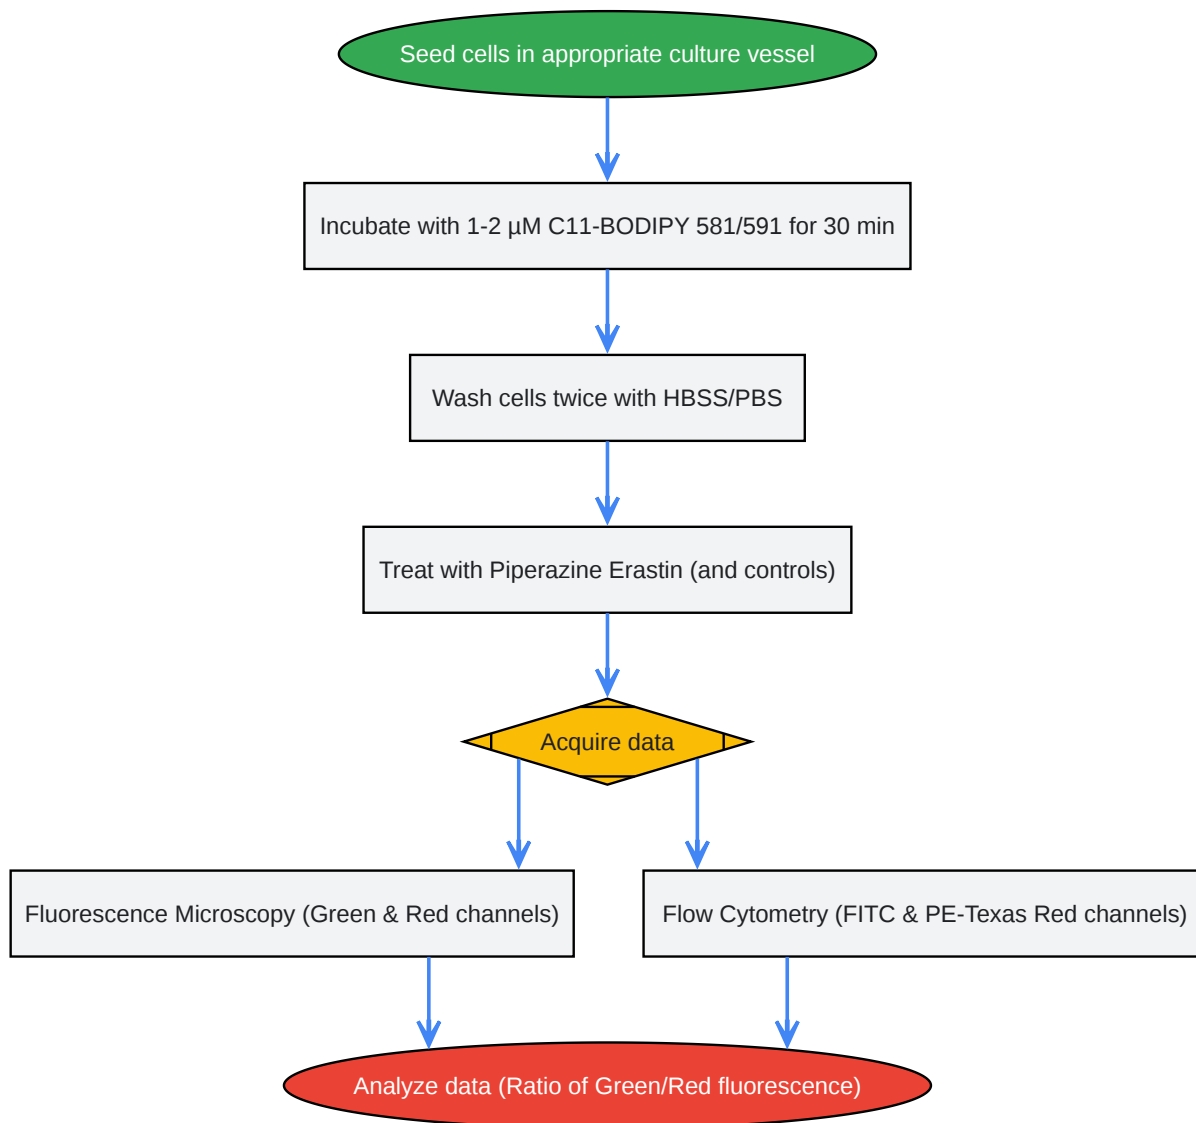 Seed cells in appropriate culture vessel
Incubate with 1-2 µM C11-BODIPY 581/591 for 30 min
Wash cells twice with HBSS/PBS
Treat with Piperazine Erastin (and controls)
Acquire data
Fluorescence Microscopy (Green & Red channels)
Flow Cytometry (FITC & PE-Texas Red channels)
Analyze data (Ratio of Green/Red fluorescence)